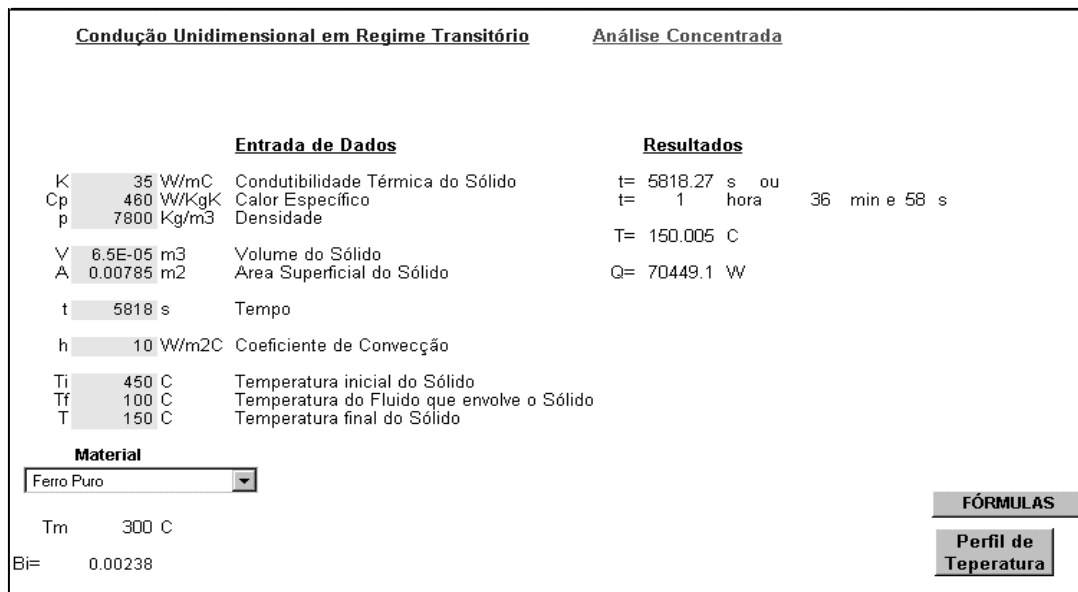 Condução Unidimensional em Regime Transitório Análise Concentrada
Entrada de Dados Resultados
K 35 W/mC Condutibilidade Térmica do Sólido t= 5818.27 s ou
Cp 460 W/KgK Calor Específico t= 1 hora 36 min e 58 s
p 7800 Kg/m3 Densidade
T= 150.005 C
V 6.5E-05 m3 Volume do Sólido
A 0.00785 m2 Area Superficial do Sólido Q= 70449.1 W
t 5818 s Tempo
h 10 W/m2C Coeficiente de Convecção
Ti 450 C Temperatura inicial do Sólido
Tf 100 C Temperatura do Fluido que envolve o Sólido
T 150 C Temperatura final do Sólido
Material
Ferro Puro
FÓRMULAS
Tm 300 C
Perfil de
Teperatura
Bi= 0.00238